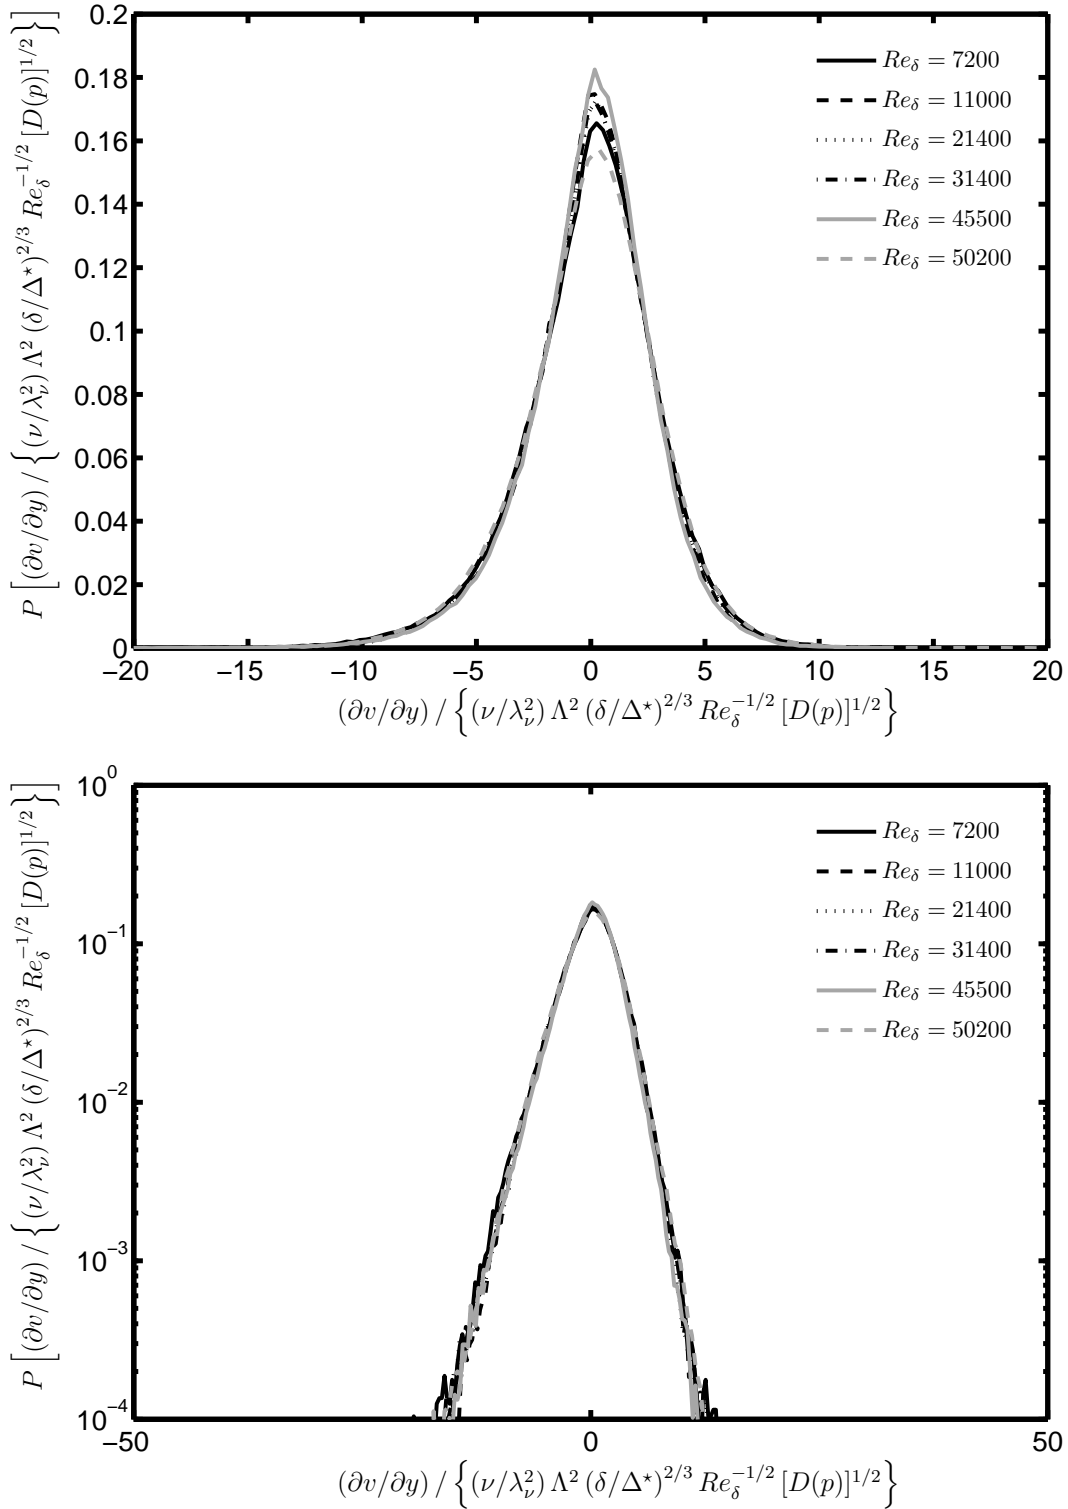 0.2
0.18
0.16
0.14
0.12
0.1
0.08
0.06
0.04
0.02
0
P [(∂v/∂y) / {(ν/λ_ν^2) Λ^2 (δ/Δ⋆)^{2/3} Re_δ^{−1/2} [D(p)]^{1/2}}]
Re_δ = 7200
Re_δ = 11000
Re_δ = 21400
Re_δ = 31400
Re_δ = 45500
Re_δ = 50200
−20 −15 −10 −5 0 5 10 15 20
(∂v/∂y) / {(ν/λ_ν^2) Λ^2 (δ/Δ⋆)^{2/3} Re_δ^{−1/2} [D(p)]^{1/2}}
10^0
10^{−1}
10^{−2}
10^{−3}
10^{−4}
P [(∂v/∂y) / {(ν/λ_ν^2) Λ^2 (δ/Δ⋆)^{2/3} Re_δ^{−1/2} [D(p)]^{1/2}}]
Re_δ = 7200
Re_δ = 11000
Re_δ = 21400
Re_δ = 31400
Re_δ = 45500
Re_δ = 50200
−50 0 50
(∂v/∂y) / {(ν/λ_ν^2) Λ^2 (δ/Δ⋆)^{2/3} Re_δ^{−1/2} [D(p)]^{1/2}}